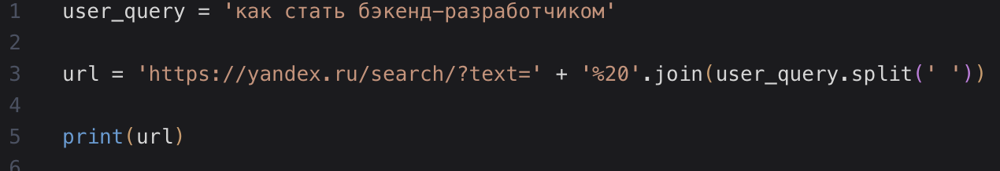 1 user_query = 'как стать бэкенд-разработчиком'
2
3 url = 'https://yandex.ru/search/?text=' + '%20'.join(user_query.split(' '))
4
5 print(url)
6